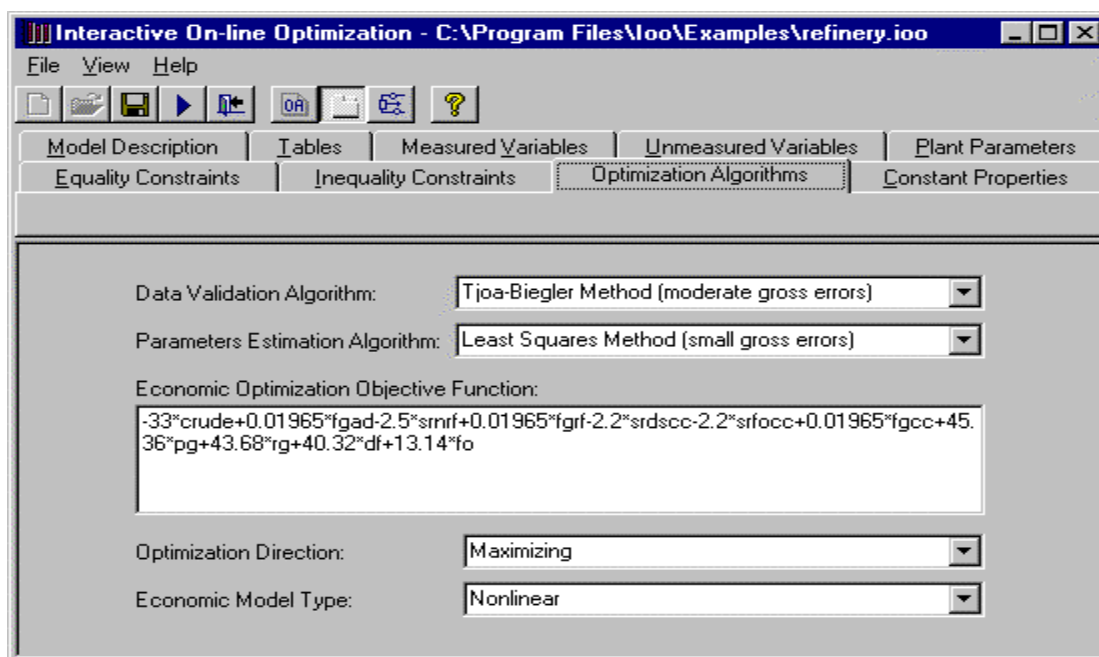 Interactive On-line Optimization - C:\Program Files\Ioo\Examples\refinery.ioo
File View Help
OA ?
Model Description Tables Measured Variables Unmeasured Variables Plant Parameters
Equality Constraints Inequality Constraints Optimization Algorithms Constant Properties
Data Validation Algorithm: Tjoa-Biegler Method (moderate gross errors)
Parameters Estimation Algorithm: Least Squares Method (small gross errors)
Economic Optimization Objective Function:
-33*crude+0.01965*fgad-2.5*srnrf+0.01965*fgrf-2.2*srdscc-2.2*srfocc+0.01965*fgcc+45.
36*pg+43.68*rg+40.32*df+13.14*fo
Optimization Direction: Maximizing
Economic Model Type: Nonlinear